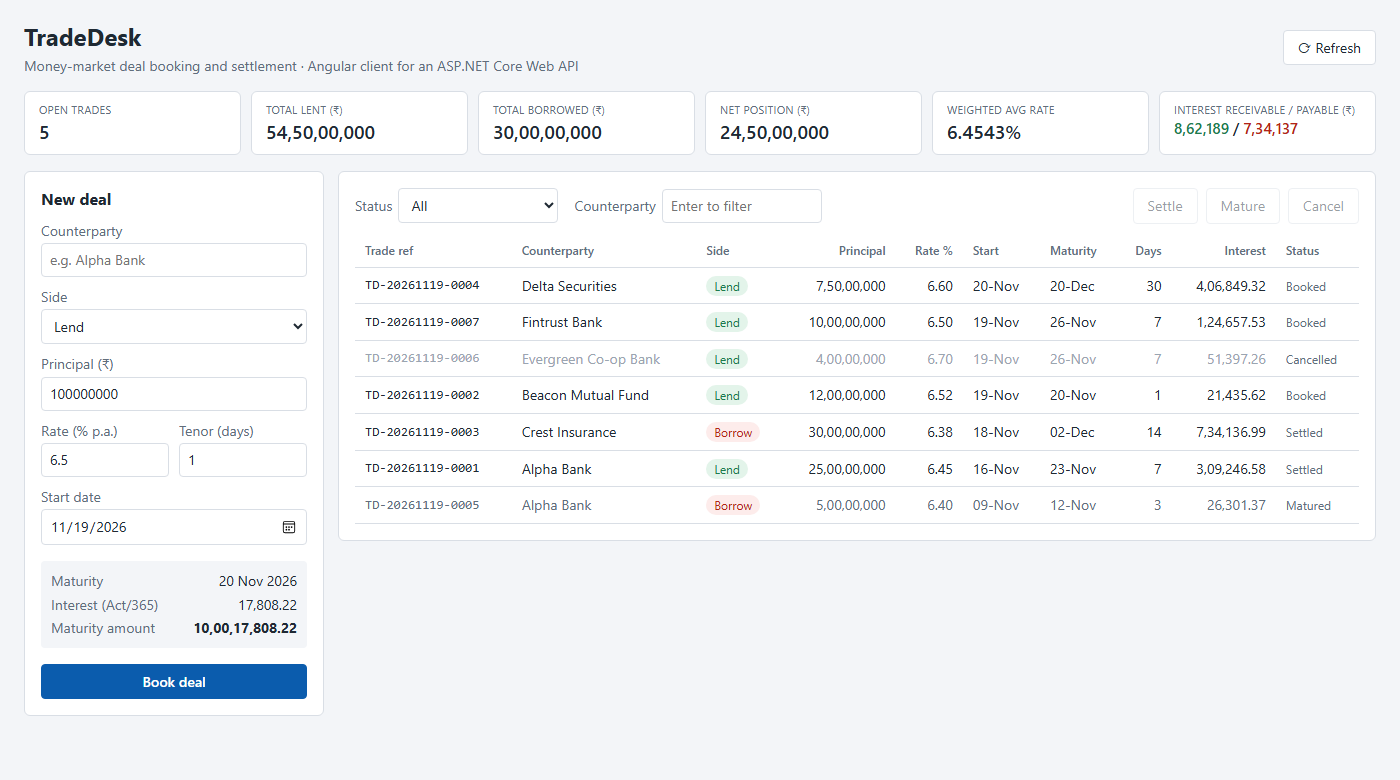 TradeDesk
Money-market deal booking and settlement · Angular client for an ASP.NET Core Web API
Refresh
OPEN TRADES
5
TOTAL LENT (₹)
54,50,00,000
TOTAL BORROWED (₹)
30,00,00,000
NET POSITION (₹)
24,50,00,000
WEIGHTED AVG RATE
6.4543%
INTEREST RECEIVABLE / PAYABLE (₹)
8,62,189 / 7,34,137
New deal
Counterparty
e.g. Alpha Bank
Side
Lend
Principal (₹)
100000000
Rate (% p.a.) Tenor (days)
6.5 1
Start date
11/19/2026
Maturity 20 Nov 2026
Interest (Act/365) 17,808.22
Maturity amount 10,00,17,808.22
Book deal
Status All Counterparty Enter to filter Settle Mature Cancel
Trade ref Counterparty Side Principal Rate % Start Maturity Days Interest Status
TD-20261119-0004 Delta Securities Lend 7,50,00,000 6.60 20-Nov 20-Dec 30 4,06,849.32 Booked
TD-20261119-0007 Fintrust Bank Lend 10,00,00,000 6.50 19-Nov 26-Nov 7 1,24,657.53 Booked
TD-20261119-0006 Evergreen Co-op Bank Lend 4,00,00,000 6.70 19-Nov 26-Nov 7 51,397.26 Cancelled
TD-20261119-0002 Beacon Mutual Fund Lend 12,00,00,000 6.52 19-Nov 20-Nov 1 21,435.62 Booked
TD-20261119-0003 Crest Insurance Borrow 30,00,00,000 6.38 18-Nov 02-Dec 14 7,34,136.99 Settled
TD-20261119-0001 Alpha Bank Lend 25,00,00,000 6.45 16-Nov 23-Nov 7 3,09,246.58 Settled
TD-20261119-0005 Alpha Bank Borrow 5,00,00,000 6.40 09-Nov 12-Nov 3 26,301.37 Matured